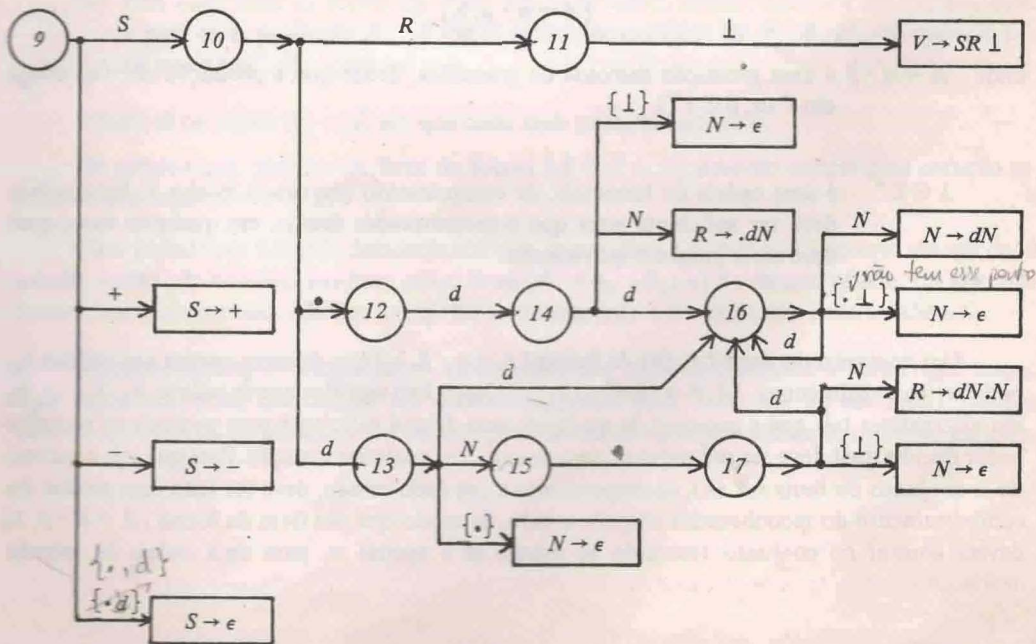 9 S 10 R 11 ⊥ V → SR ⊥
{⊥} N → ϵ
N R → .dN N N → dN
não tem esse ponto
+ S → + • 12 d 14 d 16 {· ⊥} N → ϵ
d d N R → dN.N
S → − d 13 N 15 • 17 {⊥} N → ϵ
{•} N → ϵ
{· , d}
{· d} S → ϵ